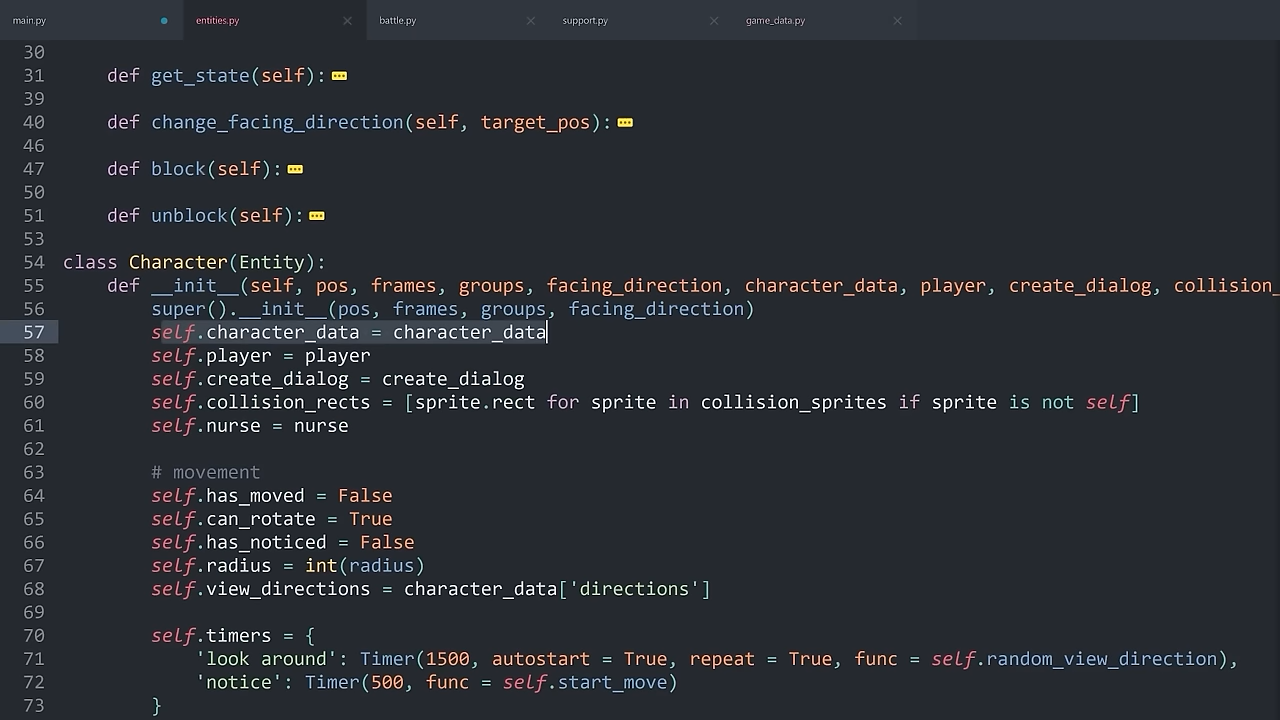 main.py entities.py battle.py support.py game_data.py
30
31 def get_state(self):
39
40 def change_facing_direction(self, target_pos):
46
47 def block(self):
50
51 def unblock(self):
53
54 class Character(Entity):
55 def __init__(self, pos, frames, groups, facing_direction, character_data, player, create_dialog, collision_
56 super().__init__(pos, frames, groups, facing_direction)
57 self.character_data = character_data
58 self.player = player
59 self.create_dialog = create_dialog
60 self.collision_rects = [sprite.rect for sprite in collision_sprites if sprite is not self]
61 self.nurse = nurse
62
63 # movement
64 self.has_moved = False
65 self.can_rotate = True
66 self.has_noticed = False
67 self.radius = int(radius)
68 self.view_directions = character_data['directions']
69
70 self.timers = {
71 'look around': Timer(1500, autostart = True, repeat = True, func = self.random_view_direction),
72 'notice': Timer(500, func = self.start_move)
73 }